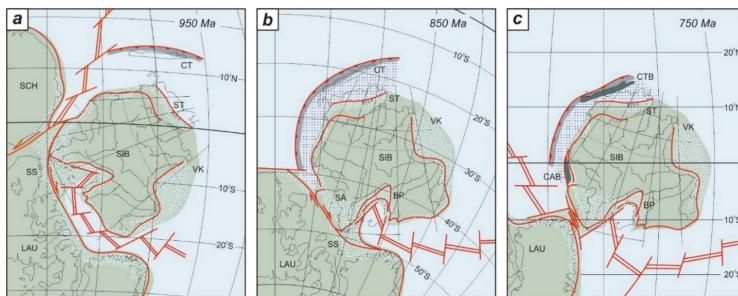 a
950 Ma
CT
SCH
10˚N
ST
SIB
SS
VK
10˚S
LAU
20˚S
b
850 Ma
10˚S
CT
20˚S
ST
VK
SIB
30˚S
SA
BP
40˚S
SS
LAU
50˚S
c
750 Ma
20˚N
CTB
10˚N
ST
VK
SIB
0˚
CAB
BP
10˚S
LAU
20˚S